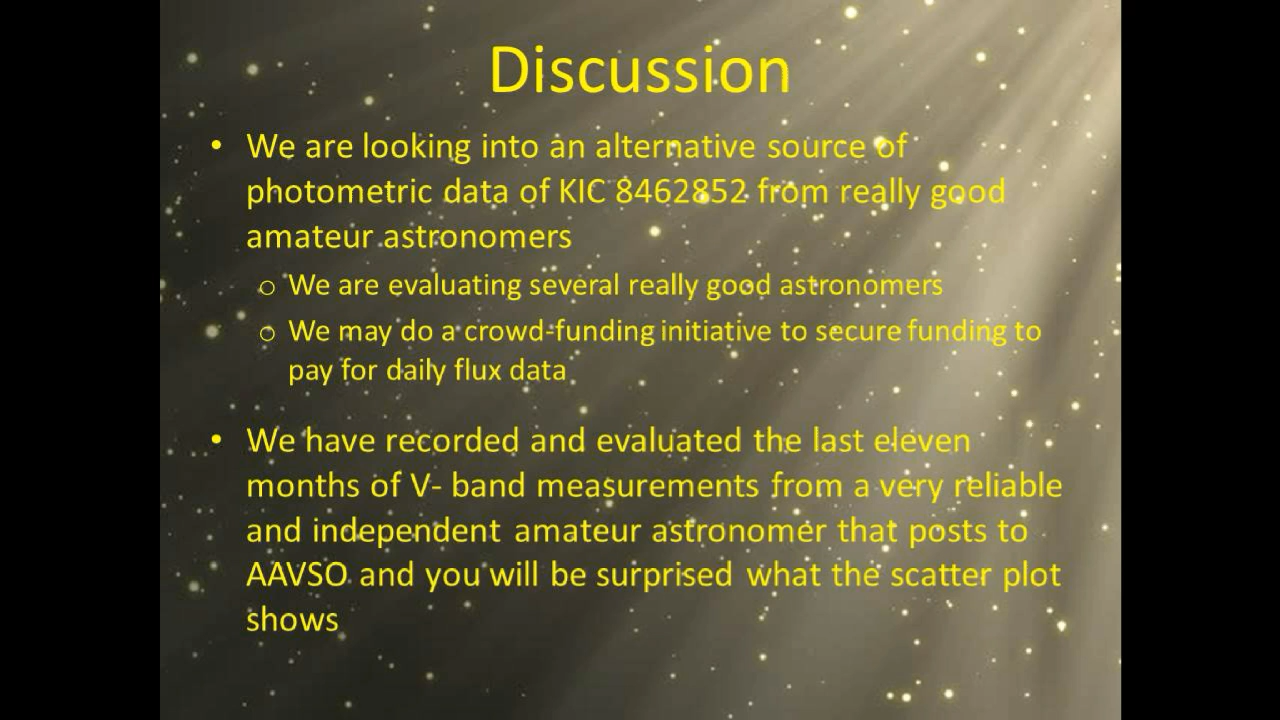 Discussion
• We are looking into an alternative source of
photometric data of KIC 8462852 from really good
amateur astronomers
o We are evaluating several really good astronomers
o We may do a crowd-funding initiative to secure funding to
pay for daily flux data
• We have recorded and evaluated the last eleven
months of V- band measurements from a very reliable
and independent amateur astronomer that posts to
AAVSO and you will be surprised what the scatter plot
shows